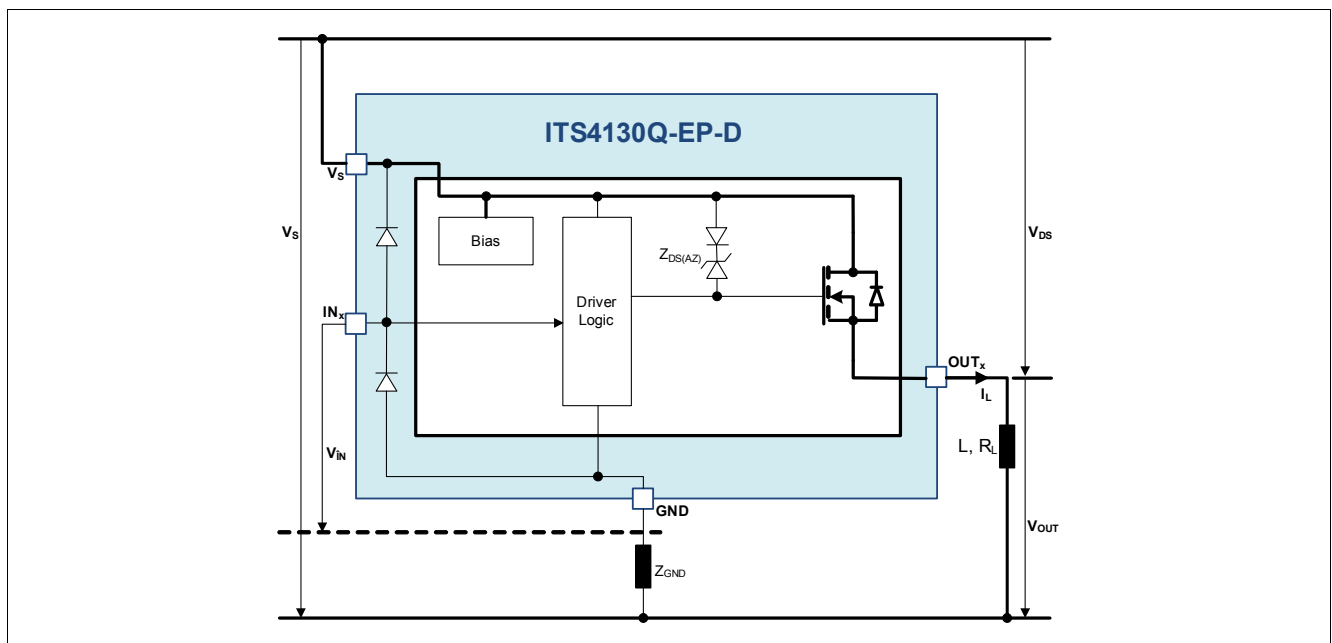 ITS4130Q-EP-D
VS
VS
Bias
Driver
Logic
ZDS(AZ)
VDS
INx
OUTx
IL
L, RL
VIN
GND
VOUT
ZGND